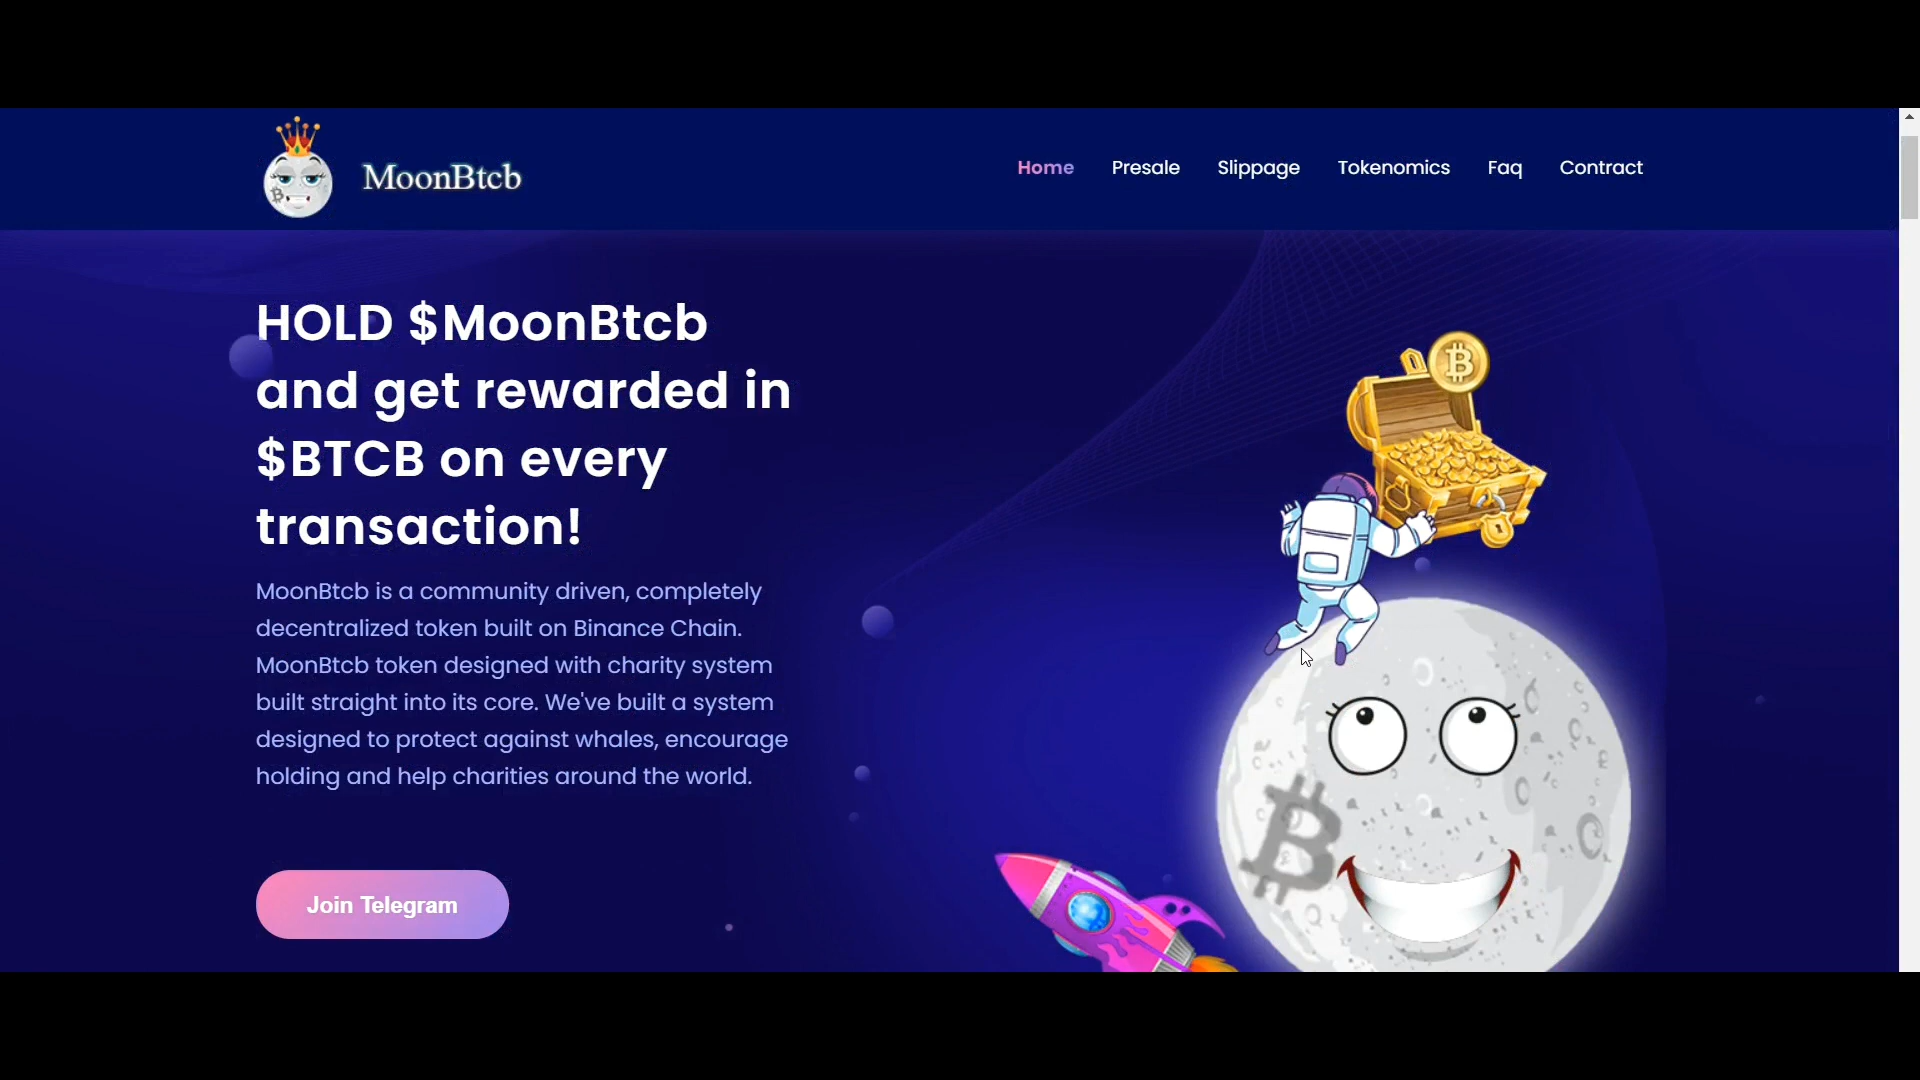 MoonBtcb
Home Presale Slippage Tokenomics Faq Contract
HOLD $MoonBtcb
and get rewarded in
$BTCB on every
transaction!
MoonBtcb is a community driven, completely
decentralized token built on Binance Chain.
MoonBtcb token designed with charity system
built straight into its core. We've built a system
designed to protect against whales, encourage
holding and help charities around the world.
Join Telegram